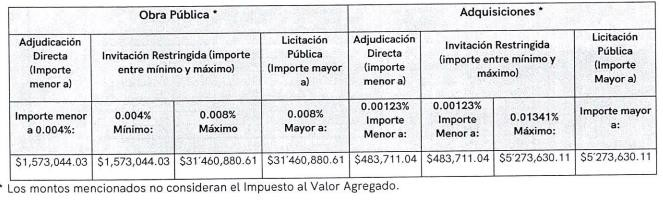 Obra Pública * Adquisiciones *
Adjudicación Directa (Importe menor a) Invitación Restringida (importe entre mínimo y máximo) Licitación Pública (Importe mayor a) Adjudicación Directa (importe menor a) Invitación Restringida (importe entre mínimo y máximo) Licitación Pública (Importe Mayor a)
Importe menor a 0.004%: 0.004% Mínimo: 0.008% Máximo 0.008% Mayor a: 0.00123% Importe Menor a: 0.00123% Importe Menor a: 0.01341% Máximo: Importe mayor a:
$1,573,044.03 $1,573,044.03 $31'460,880.61 $31'460,880.61 $483,711.04 $483,711.04 $5'273,630.11 $5'273,630.11
* Los montos mencionados no consideran el Impuesto al Valor Agregado.